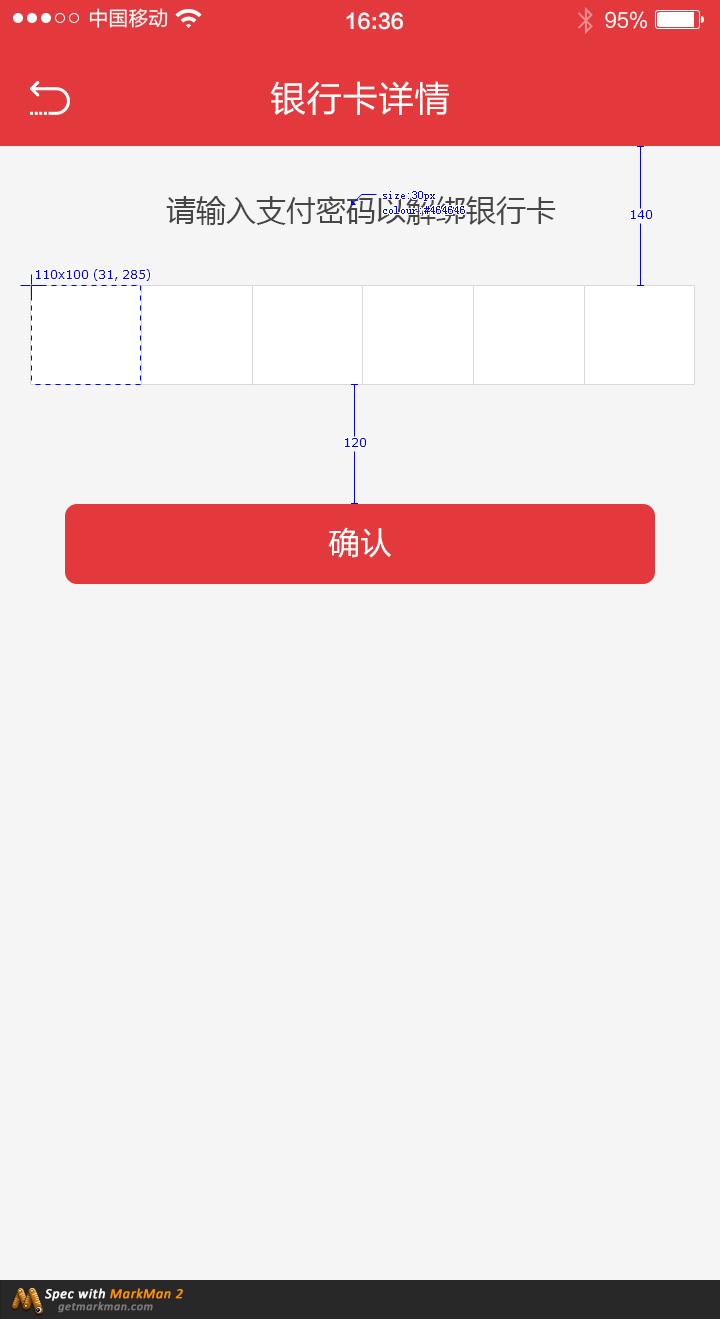 中国移动 16:36 95%
银行卡详情
140
size:30px
请输入支付密码以解绑银行卡
colour:#464646
110x100 (31, 285)
120
确认
Spec with MarkMan 2
getmarkman.com